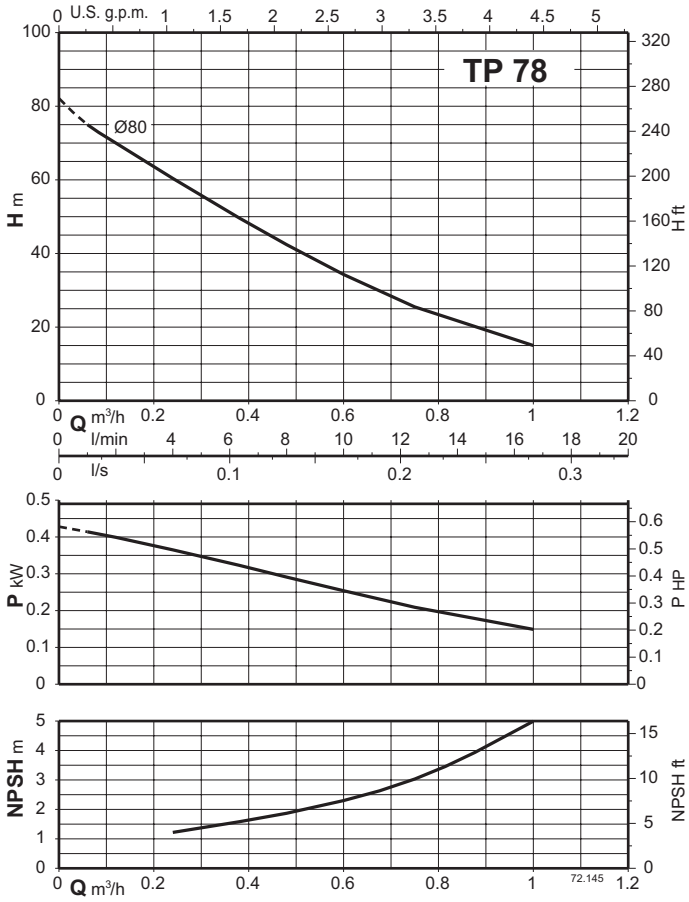 0 U.S. g.p.m. 1 1.5 2 2.5 3 3.5 4 4.5 5
100 320
TP 78
80 280
Ø80 240
60 200
H m 160 H ft
40 120
20 80
40
0 0
0 0.2 0.4 0.6 0.8 1 1.2
Q m³/h
0 l/min 4 6 8 10 12 14 16 18 20
0 l/s 0.1 0.2 0.3
0.5
0.6
0.4 0.5
0.3 0.4
P kW P HP
0.2 0.3
0.2
0.1 0.1
0 0
5 15
4
3 10
NPSH m NPSH ft
2
1 5
0 0
72.145
0 0.2 0.4 0.6 0.8 1 1.2
Q m³/h